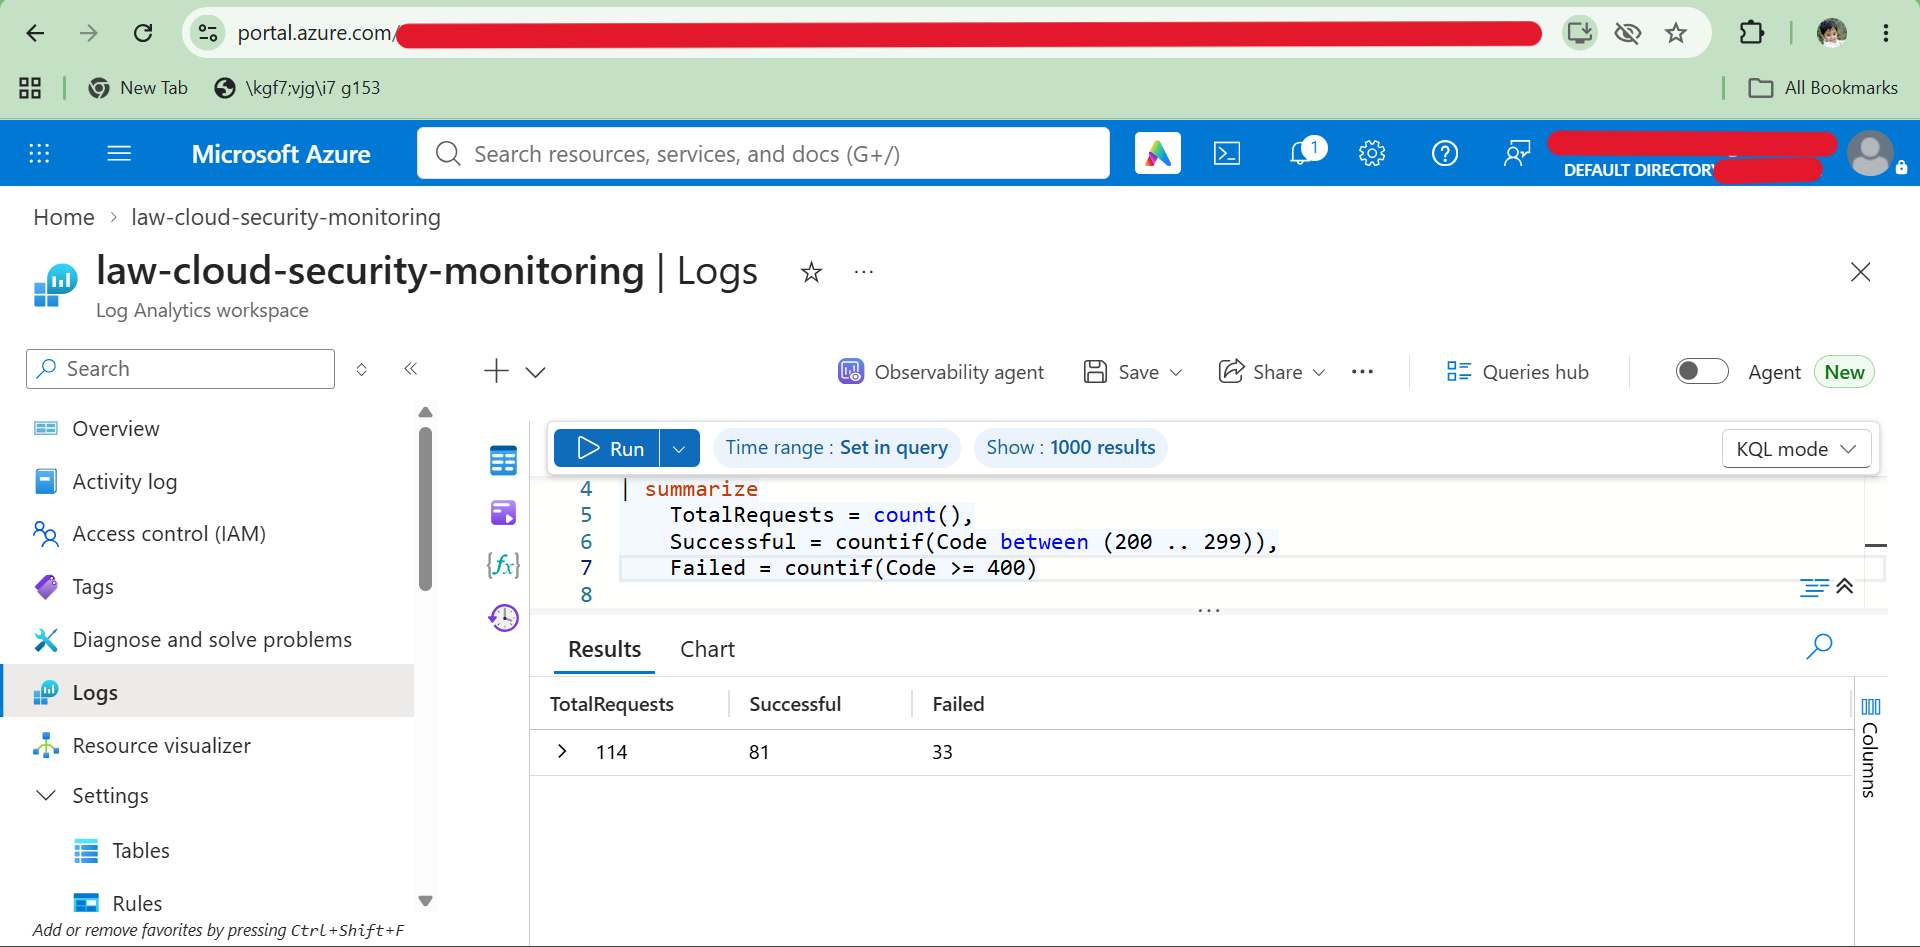 portal.azure.com/
New Tab
\kgf7;vjg\i7 g153
All Bookmarks
Microsoft Azure
Search resources, services, and docs (G+/)
1
DEFAULT DIRECTORY
Home > law-cloud-security-monitoring
law-cloud-security-monitoring | Logs
Log Analytics workspace
Search
Observability agent
Save
Share
Queries hub
Agent
New
Overview
Activity log
Access control (IAM)
Tags
Diagnose and solve problems
Logs
Resource visualizer
Settings
Tables
Rules
Add or remove favorites by pressing Ctrl+Shift+F
Run
Time range : Set in query
Show : 1000 results
KQL mode
4 | summarize
5 TotalRequests = count(),
6 Successful = countif(Code between (200 .. 299)),
7 Failed = countif(Code >= 400)
8
Results
Chart
TotalRequests Successful Failed
114 81 33
Columns